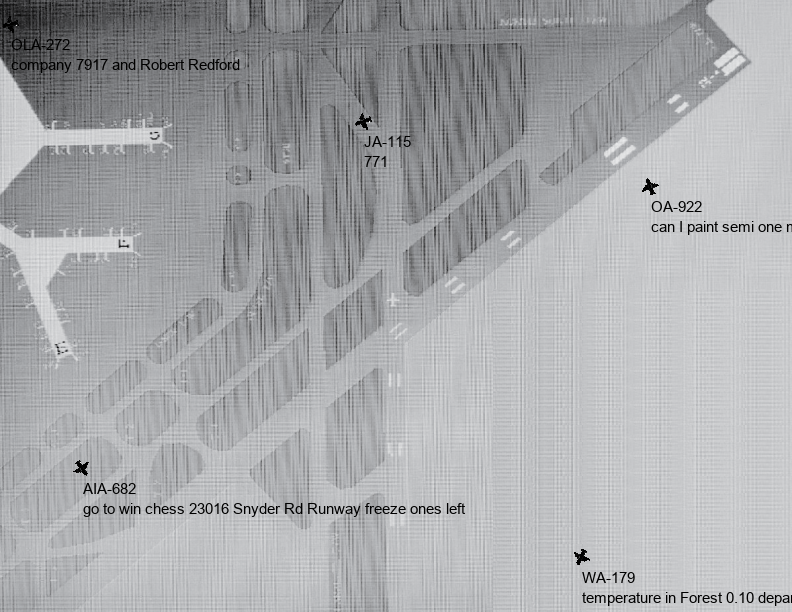 OLA-272
company 7917 and Robert Redford
JA-115
771
OA-922
can I paint semi one
AIA-682
go to win chess 23016 Snyder Rd Runway freeze ones left
WA-179
temperature in Forest 0.10